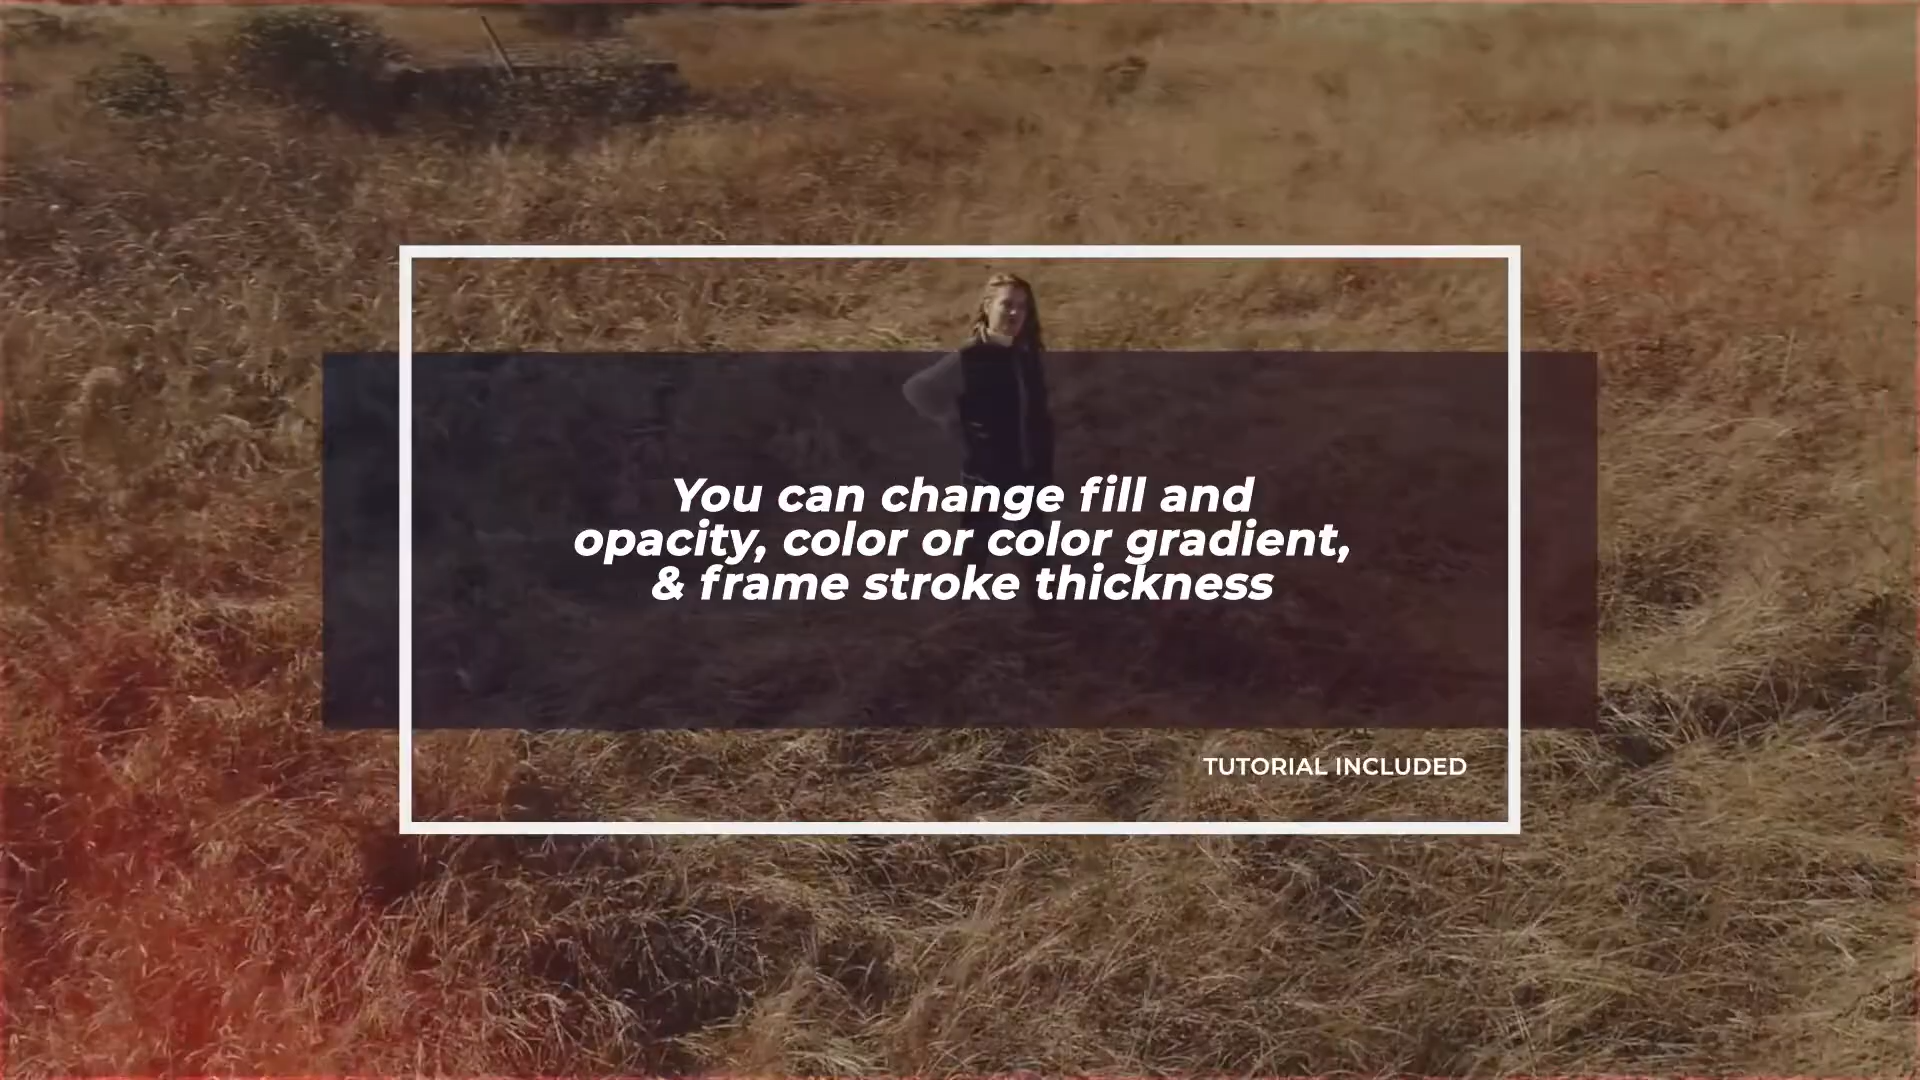 You can change fill and
opacity, color or color gradient,
& frame stroke thickness
TUTORIAL INCLUDED